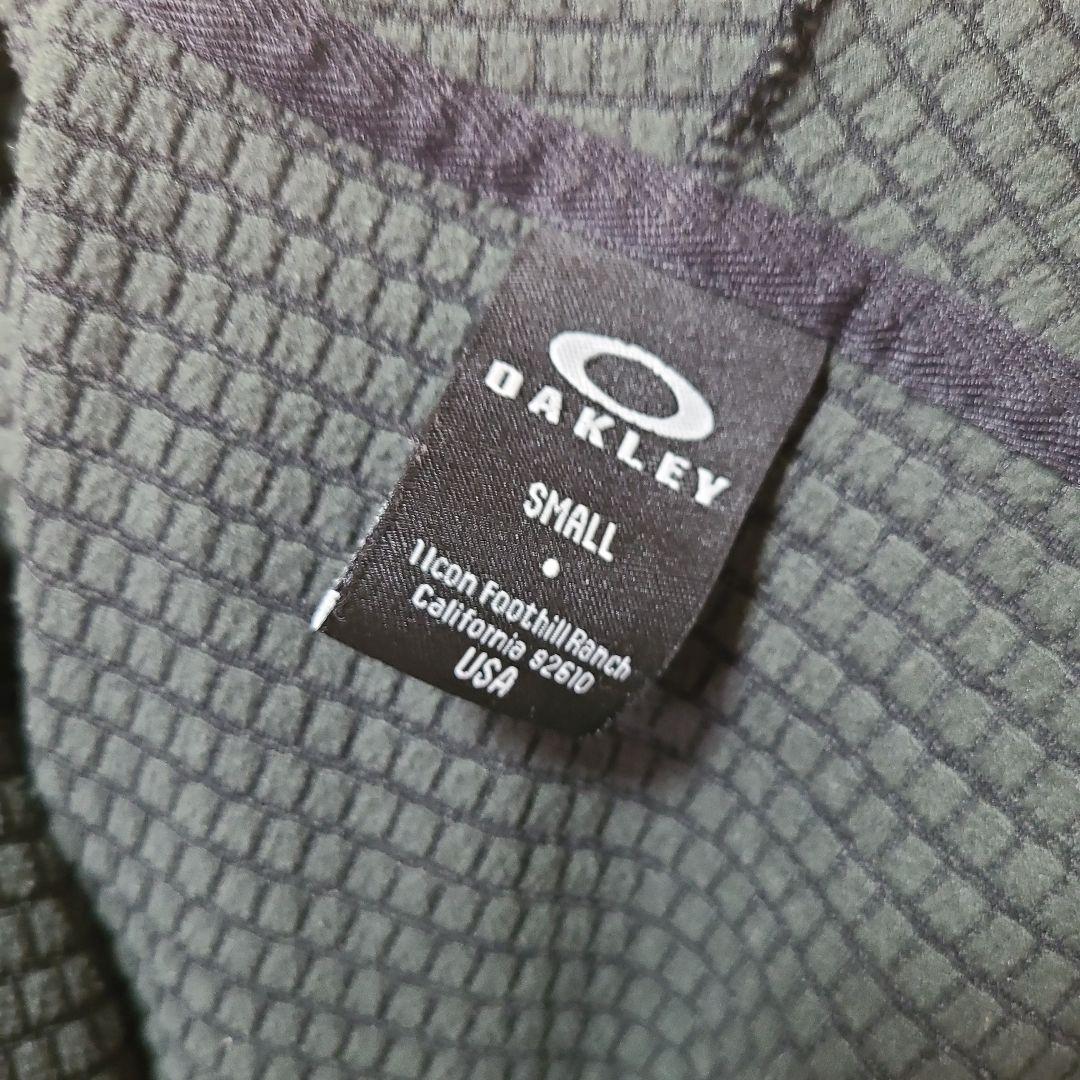 OAKLEY
SMALL
1 Icon Foothill Ranch
California 92610
USA